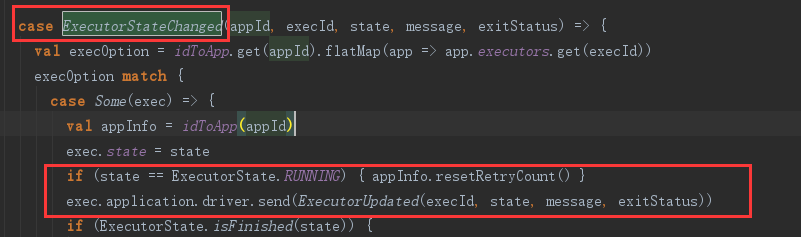 case ExecutorStateChanged(appId, execId, state, message, exitStatus) => {
val execOption = idToApp.get(appId).flatMap(app => app.executors.get(execId))
execOption match {
case Some(exec) => {
val appInfo = idToApp(appId)
exec.state = state
if (state == ExecutorState.RUNNING) { appInfo.resetRetryCount() }
exec.application.driver.send(ExecutorUpdated(execId, state, message, exitStatus))
if (ExecutorState.isFinished(state)) {